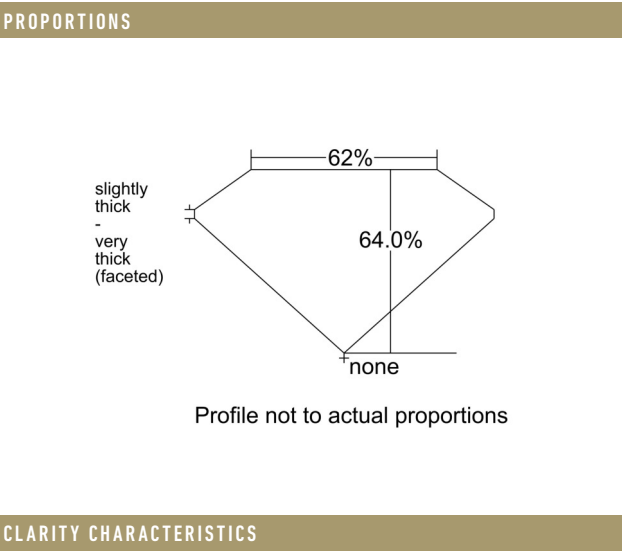 PROPORTIONS
62%
slightly
thick
-
very
thick
(faceted)
64.0%
none
Profile not to actual proportions
CLARITY CHARACTERISTICS